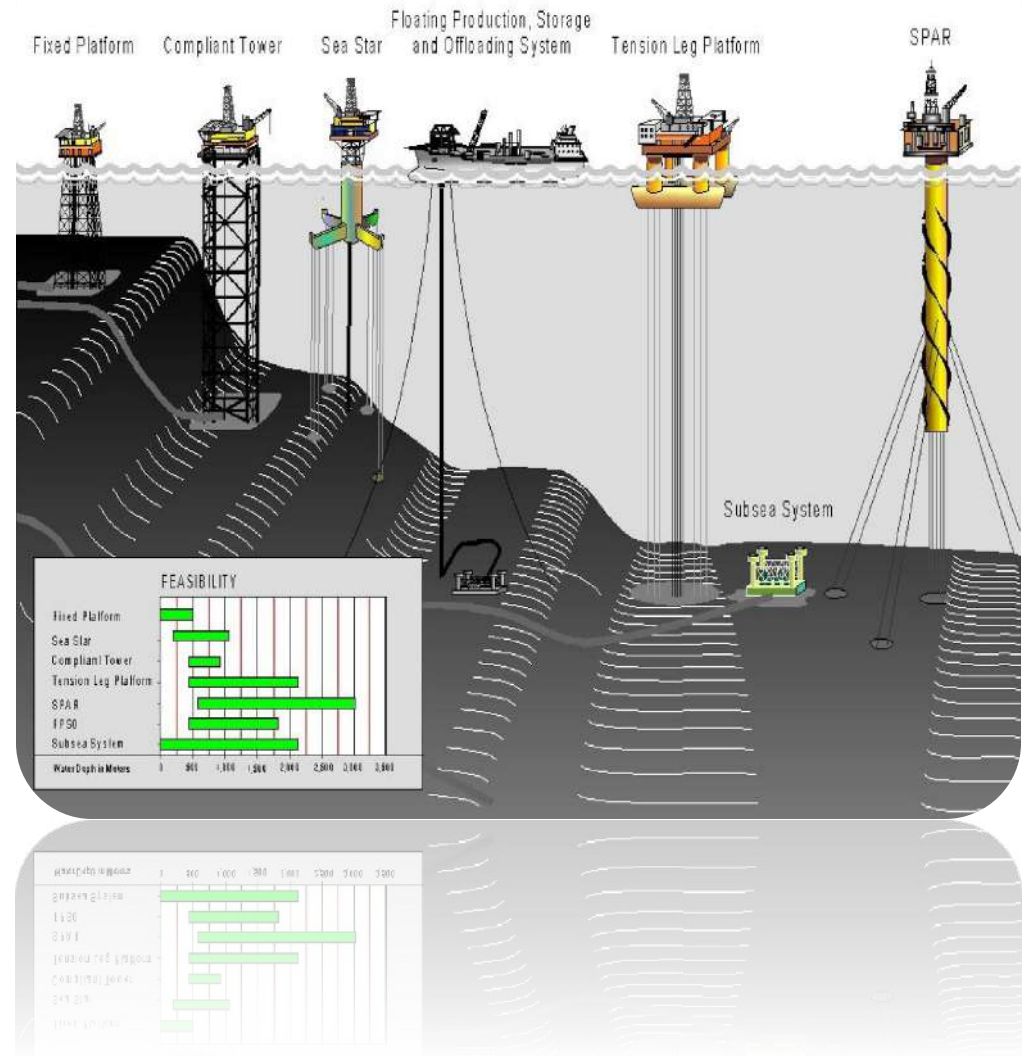 Floating Production, Storage
and Offloading System
Fixed Platform
Compliant Tower
Sea Star
Tension Leg Platform
SPAR
Subsea System
FEASIBILITY
Fixed Platform
Sea Star
Compliant Tower
Tension Leg Platform
SPAR
FPSO
Subsea System
Water Depth in Meters 0 500 1,000 1,500 2,000 2,500 3,000 3,500